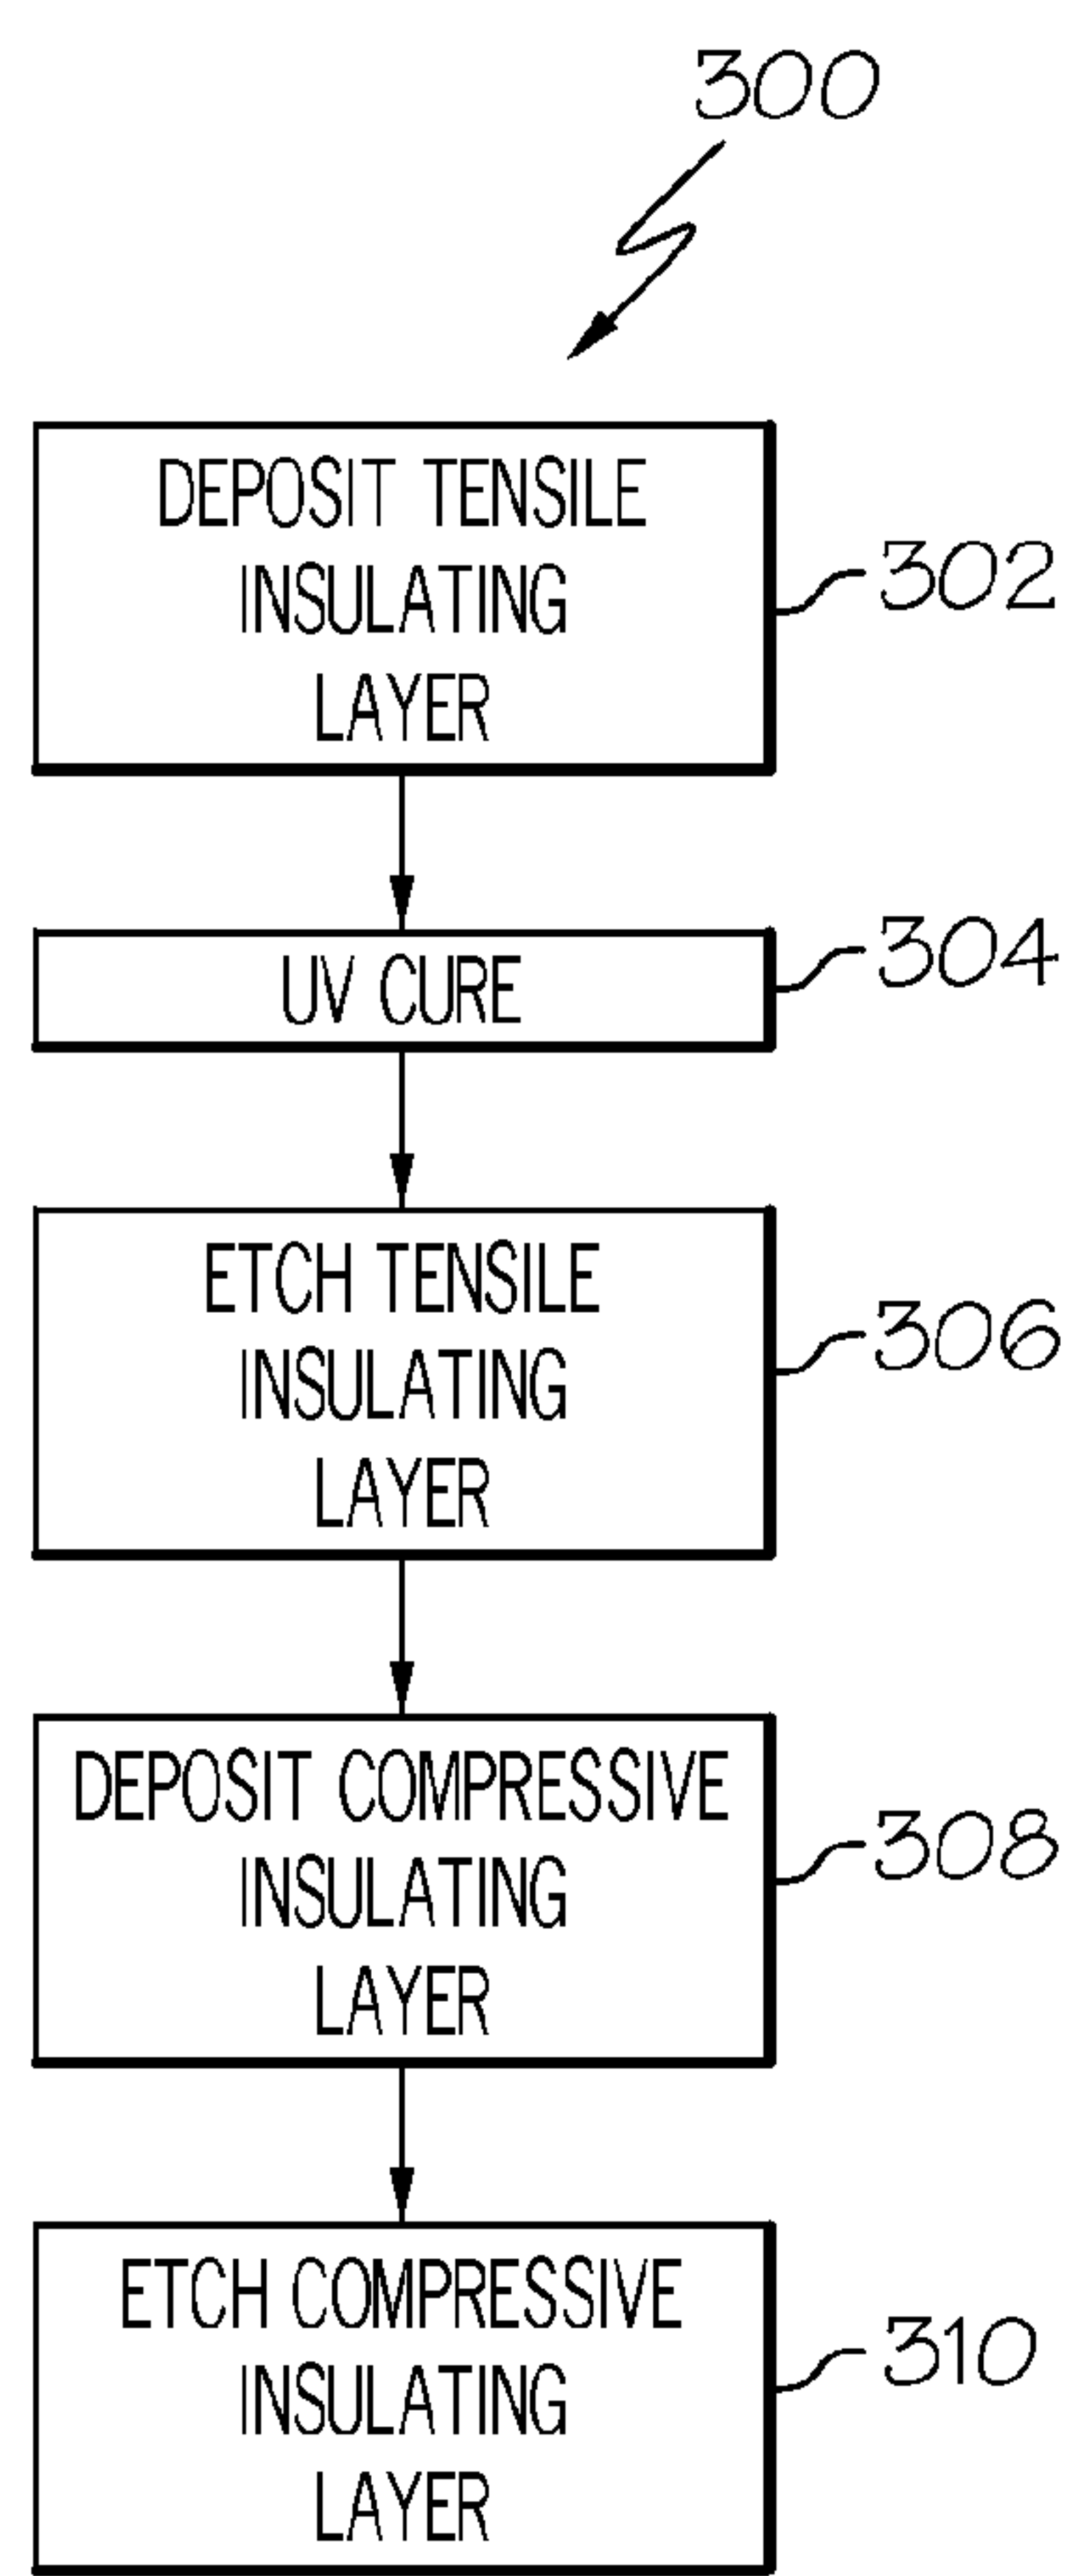 300
DEPOSIT TENSILE
INSULATING
LAYER
302
UV CURE
304
ETCH TENSILE
INSULATING
LAYER
306
DEPOSIT COMPRESSIVE
INSULATING
LAYER
308
ETCH COMPRESSIVE
INSULATING
LAYER
310